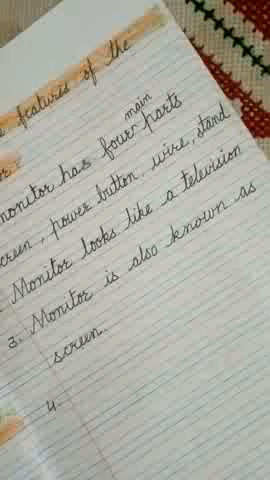 features of the
monitor has four main parts
screen, power button, wire, stand
Monitor looks like a television
3. Monitor is also known as
screen.
4.